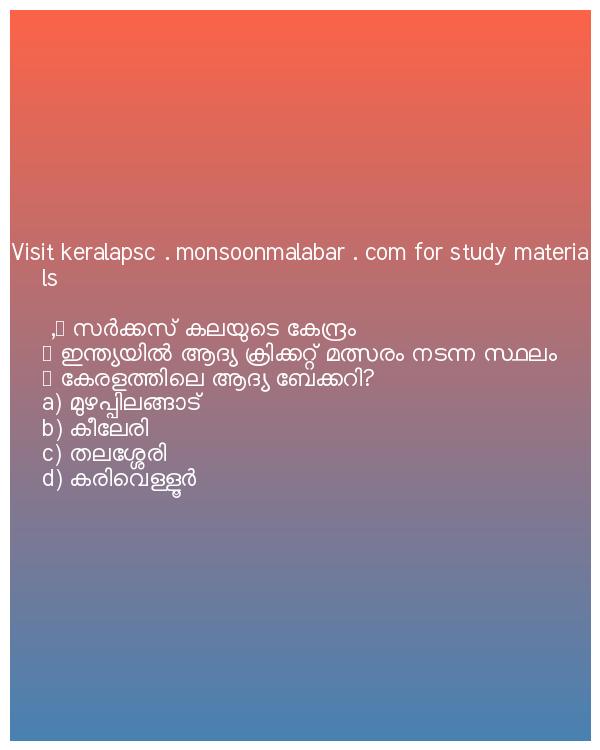 Visit keralapsc . monsoonmalabar . com for study materia
ls
,▯ സർക്കസ് കലയുടെ കേന്ദ്രം
▯ ഇന്ത്യയിൽ ആദ്യ ക്രിക്കറ്റ് മത്സരം നടന്ന സ്ഥലം
▯ കേരളത്തിലെ ആദ്യ ബേക്കറി?
a) മുഴപ്പിലങ്ങാട്
b) കീലേരി
c) തലശ്ശേരി
d) കരിവെള്ളൂർ